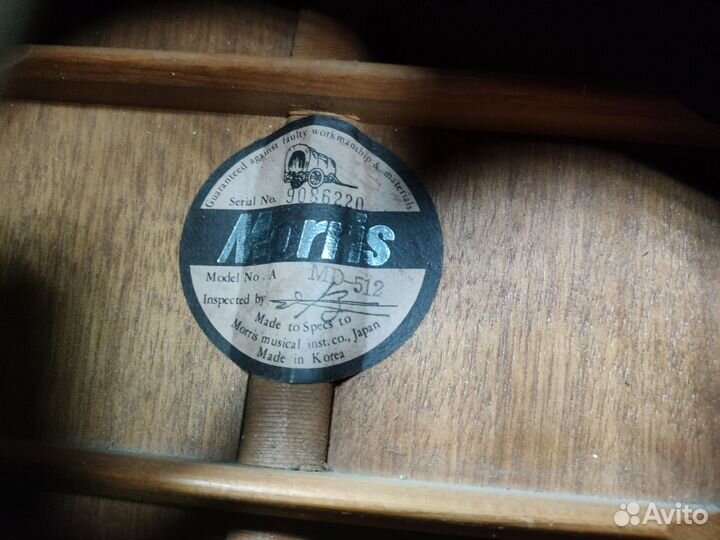 Guaranteed against faulty workmanship & materials
Serial No. 9086220
Morris
Model No. A MD-512
Inspected by
Made to Specs to
Morris musical inst. co., Japan
Made in Korea
Avito